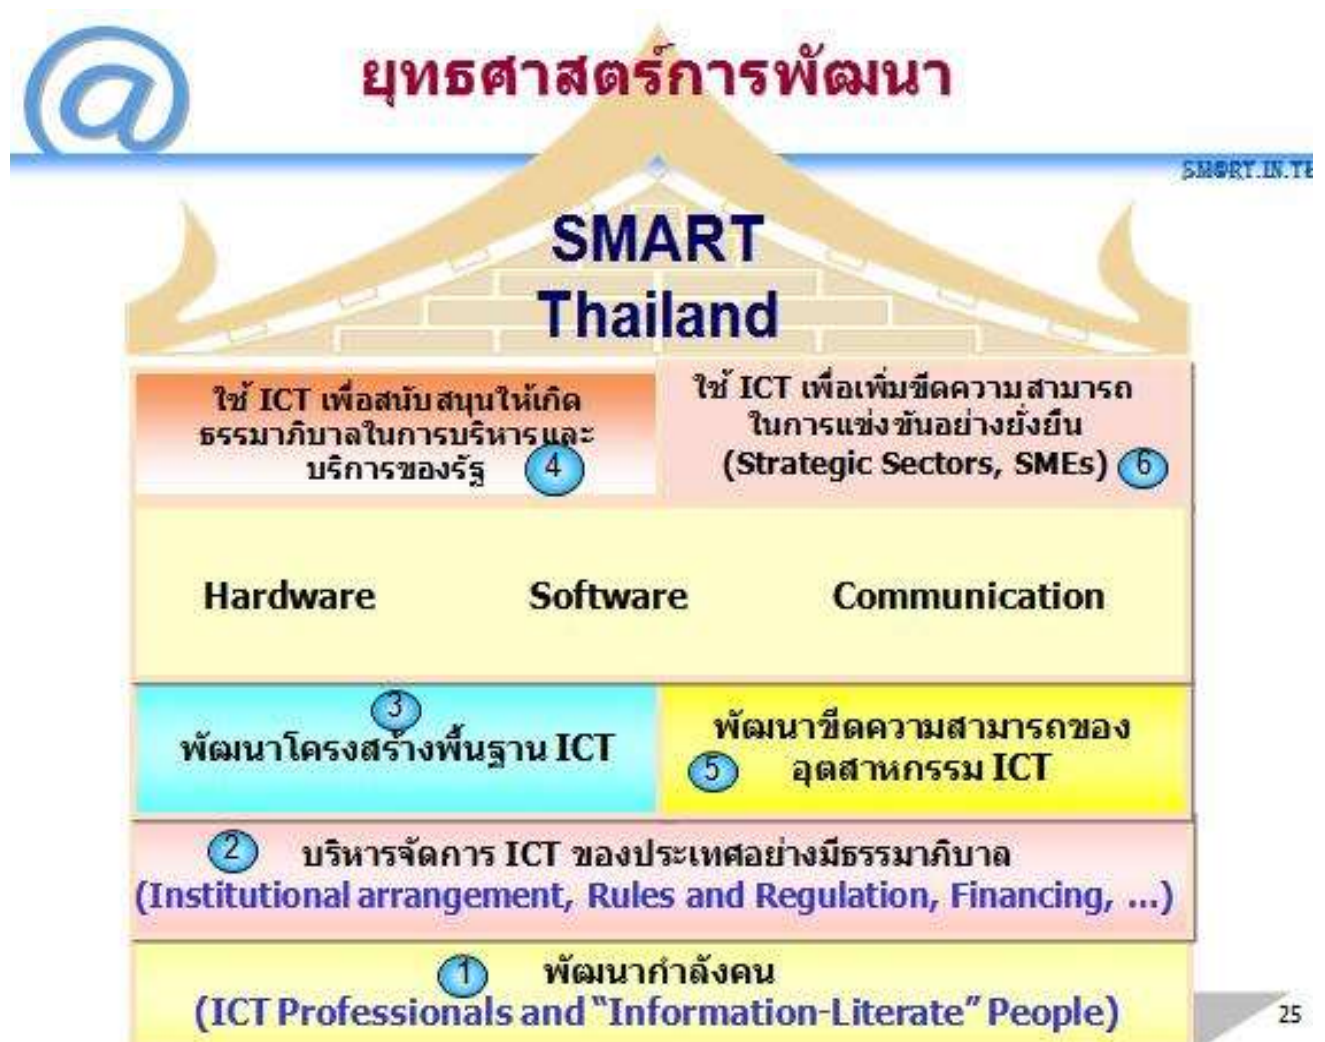 @
ยุทธศาสตร์การพัฒนา
SMART
Thailand
ใช้ ICT เพื่อสนับสนุนให้เกิด
ธรรมาภิบาลในการบริหารและ
บริการของรัฐ 4
ใช้ ICT เพื่อเพิ่มขีดความสามารถ
ในการแข่งขันอย่างยั่งยืน
(Strategic Sectors, SMEs) 6
Hardware Software Communication
3
พัฒนาโครงสร้างพื้นฐาน ICT
พัฒนาขีดความสามารถของ
5 อุตสาหกรรม ICT
2 บริหารจัดการ ICT ของประเทศอย่างมีธรรมาภิบาล
(Institutional arrangement, Rules and Regulation, Financing, ...)
1 พัฒนากำลังคน
(ICT Professionals and “Information-Literate” People)
25